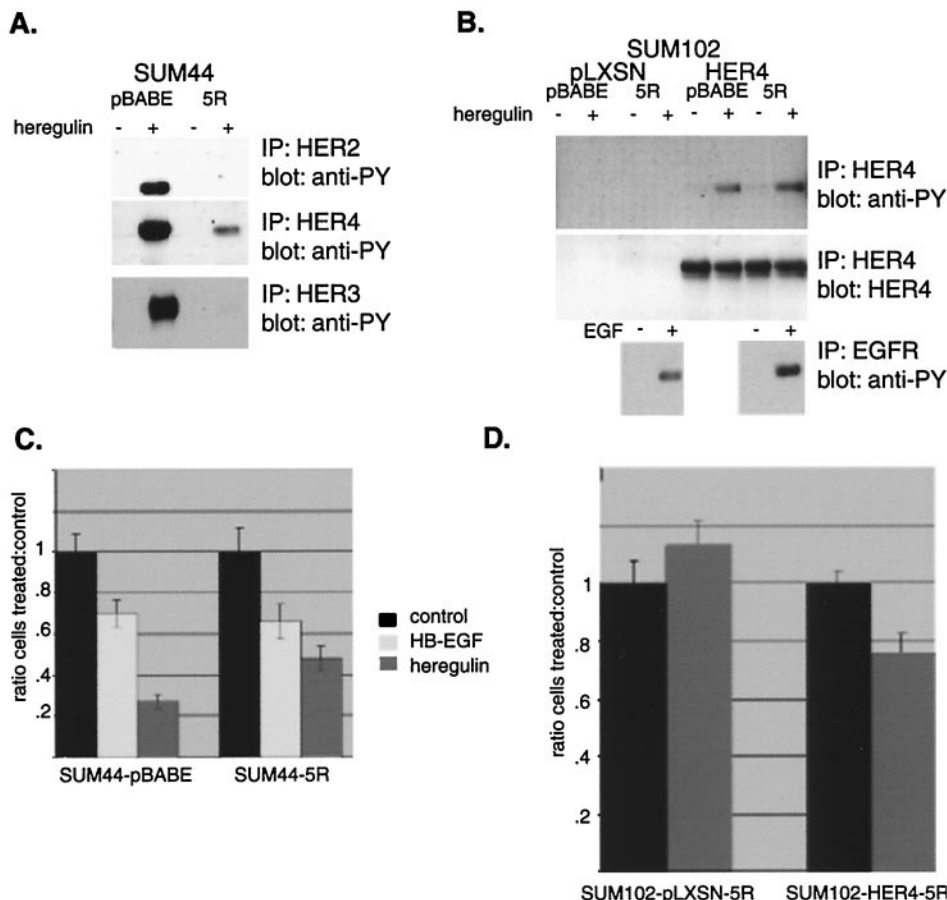 A.
SUM44
pBABE 5R
heregulin - + - +
IP: HER2
blot: anti-PY
IP: HER4
blot: anti-PY
IP: HER3
blot: anti-PY
B.
SUM102
pLXSN HER4
pBABE 5R pBABE 5R
heregulin - + - + - + - +
IP: HER4
blot: anti-PY
IP: HER4
blot: HER4
EGF - + - +
IP: EGFR
blot: anti-PY
C.
ratio cells treated:control
1
.8
.6
.4
.2
SUM44-pBABE SUM44-5R
control
HB-EGF
heregulin
D.
ratio cells treated:control
1
.8
.6
.4
.2
SUM102-pLXSN-5R SUM102-HER4-5R